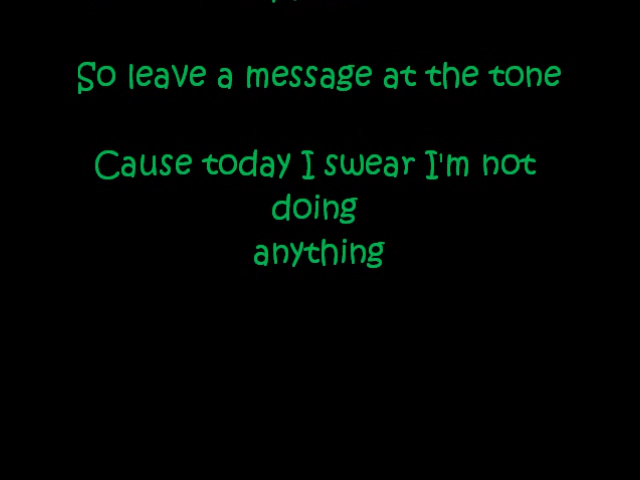 So leave a message at the tone
Cause today I swear I'm not
doing
anything